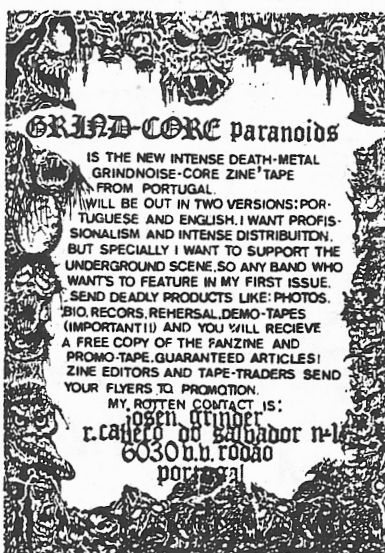 GRIND-CORE paranoids
IS THE NEW INTENSE DEATH-METAL
GRINDNOISE-CORE ZINE'TAPE
FROM PORTUGAL.
WILL BE OUT IN TWO VERSIONS:POR-
TUGUESE AND ENGLISH.I WANT PROFIS-
SIONALISM AND INTENSE DISTRIBUITON.
BUT SPECIALLY I WANT TO SUPPORT THE
UNDERGROUND SCENE,SO ANY BAND WHO
WANT'S TO FEATURE IN MY FIRST ISSUE.
SEND DEADLY PRODUCTS LIKE:PHOTOS.
BIO,RECORS,REHERSAL,DEMO-TAPES
(IMPORTANT!!) AND YOU WILL RECIEVE
A FREE COPY OF THE FANZINE AND
PROMO-TAPE.GUARANTEED ARTICLES!
ZINE EDITORS AND TAPE-TRADERS SEND
YOUR FLYERS TO PROMOTION.
MY ROTTEN CONTACT IS:
josen grinder
do salvador
6030 v.v. rodao
portugal